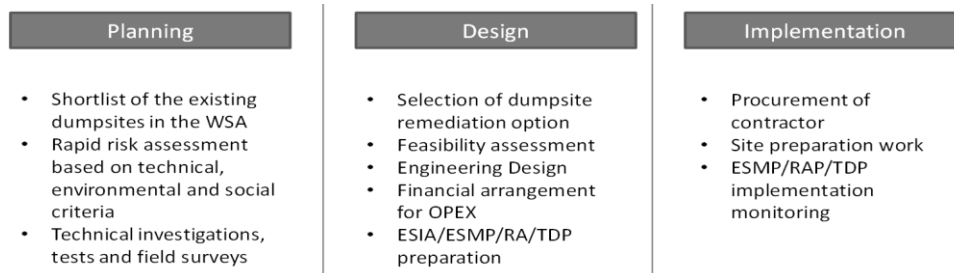 Planning
• Shortlist of the existing
dumpsites in the WSA
• Rapid risk assessment
based on technical,
environmental and social
criteria
• Technical investigations,
tests and field surveys
Design
• Selection of dumpsite
remediation option
• Feasibility assessment
• Engineering Design
• Financial arrangement
for OPEX
• ESIA/ESMP/RA/TDP
preparation
Implementation
• Procurement of
contractor
• Site preparation work
• ESMP/RAP/TDP
implementation
monitoring